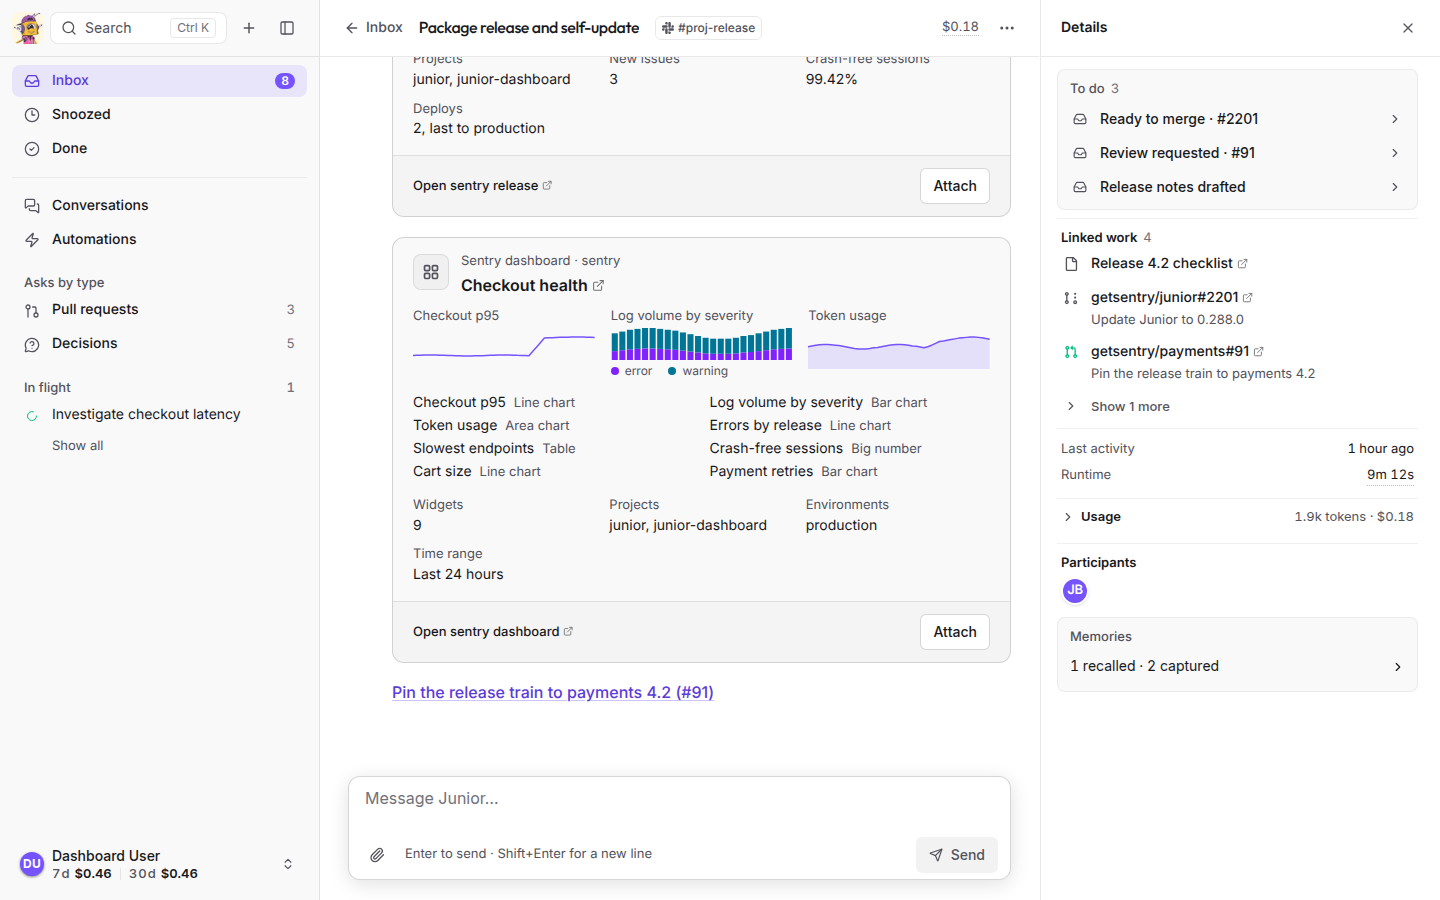 Search
Ctrl K
Inbox
8
Snoozed
Done
Conversations
Automations
Asks by type
Pull requests
3
Decisions
5
In flight
1
Investigate checkout latency
Show all
DU
Dashboard User
7d $0.46 30d $0.46
Inbox
Package release and self-update
#proj-release
$0.18
Projects
New issues
Crash-free sessions
junior, junior-dashboard
3
99.42%
Deploys
2, last to production
Open sentry release
Attach
Sentry dashboard · sentry
Checkout health
Checkout p95
Log volume by severity
Token usage
error
warning
Checkout p95 Line chart
Log volume by severity Bar chart
Token usage Area chart
Errors by release Line chart
Slowest endpoints Table
Crash-free sessions Big number
Cart size Line chart
Payment retries Bar chart
Widgets
Projects
Environments
9
junior, junior-dashboard
production
Time range
Last 24 hours
Open sentry dashboard
Attach
Pin the release train to payments 4.2 (#91)
Message Junior...
Enter to send · Shift+Enter for a new line
Send
Details
To do 3
Ready to merge · #2201
Review requested · #91
Release notes drafted
Linked work 4
Release 4.2 checklist
getsentry/junior#2201
Update Junior to 0.288.0
getsentry/payments#91
Pin the release train to payments 4.2
Show 1 more
Last activity
1 hour ago
Runtime
9m 12s
Usage
1.9k tokens · $0.18
Participants
JB
Memories
1 recalled · 2 captured